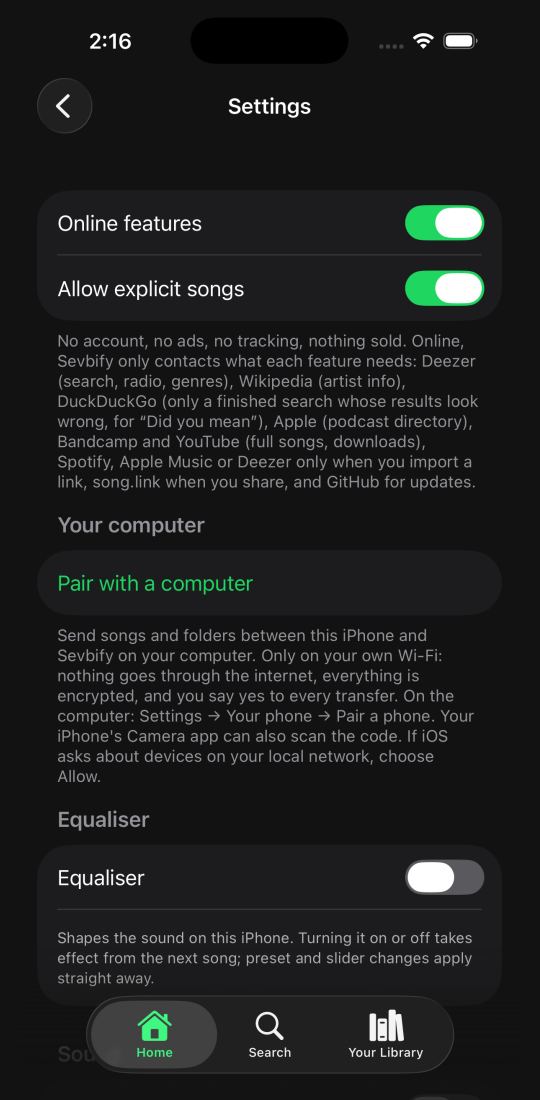 2:16
Settings
Online features
Allow explicit songs
No account, no ads, no tracking, nothing sold. Online,
Sevbify only contacts what each feature needs: Deezer
(search, radio, genres), Wikipedia (artist info),
DuckDuckGo (only a finished search whose results look
wrong, for “Did you mean”), Apple (podcast directory),
Bandcamp and YouTube (full songs, downloads),
Spotify, Apple Music or Deezer only when you import a
link, song.link when you share, and GitHub for updates.
Your computer
Pair with a computer
Send songs and folders between this iPhone and
Sevbify on your computer. Only on your own Wi-Fi:
nothing goes through the internet, everything is
encrypted, and you say yes to every transfer. On the
computer: Settings → Your phone → Pair a phone. Your
iPhone's Camera app can also scan the code. If iOS
asks about devices on your local network, choose
Allow.
Equaliser
Equaliser
Shapes the sound on this iPhone. Turning it on or off takes
effect from the next song; preset and slider changes apply
straight away.
Home
Search
Your Library